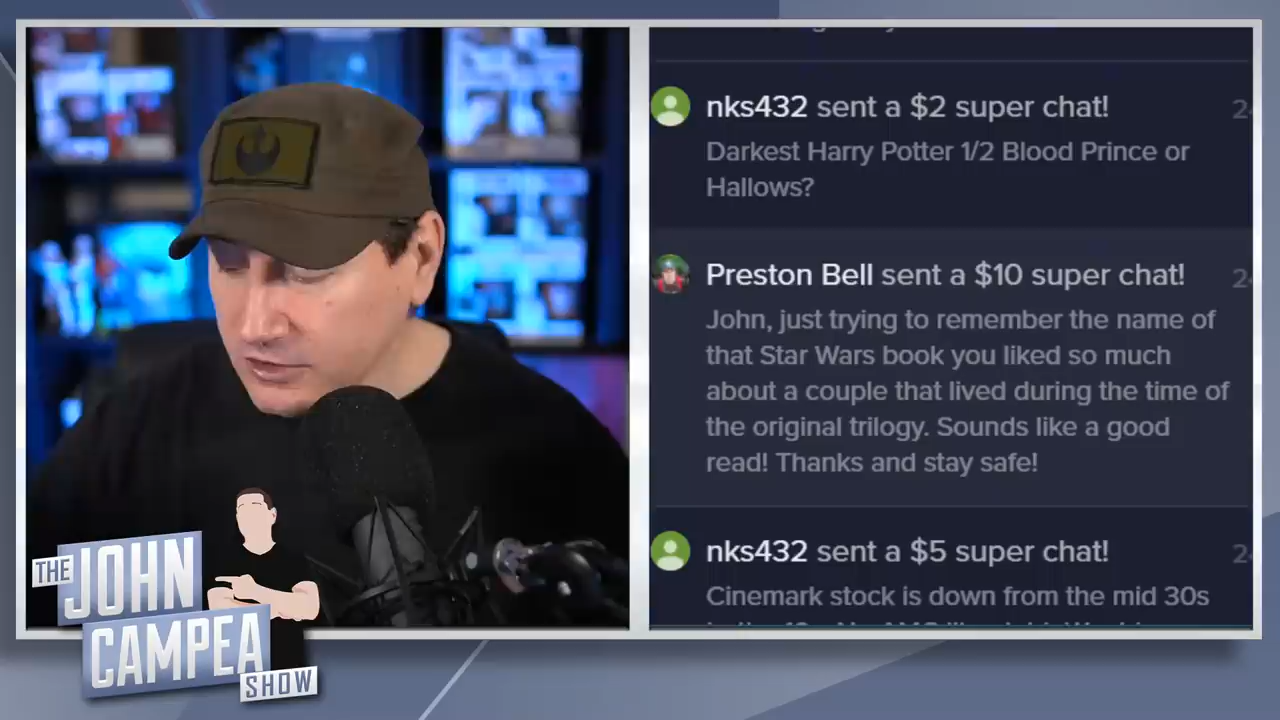 nks432 sent a $2 super chat!
Darkest Harry Potter 1/2 Blood Prince or
Hallows?
Preston Bell sent a $10 super chat!
John, just trying to remember the name of
that Star Wars book you liked so much
about a couple that lived during the time of
the original trilogy. Sounds like a good
read! Thanks and stay safe!
nks432 sent a $5 super chat!
Cinemark stock is down from the mid 30s
THE
JOHN
CAMPEA
SHOW